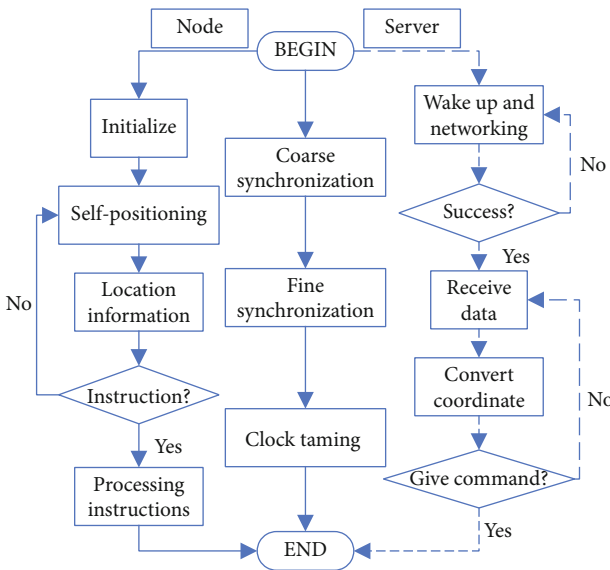 Node
Server
BEGIN
Initialize
Self-positioning
Location
information
No
Instruction?
Yes
Processing
instructions
Coarse
synchronization
Fine
synchronization
Clock taming
END
Wake up and
networking
No
Success?
Yes
Receive
data
Convert
coordinate
No
Give command?
Yes